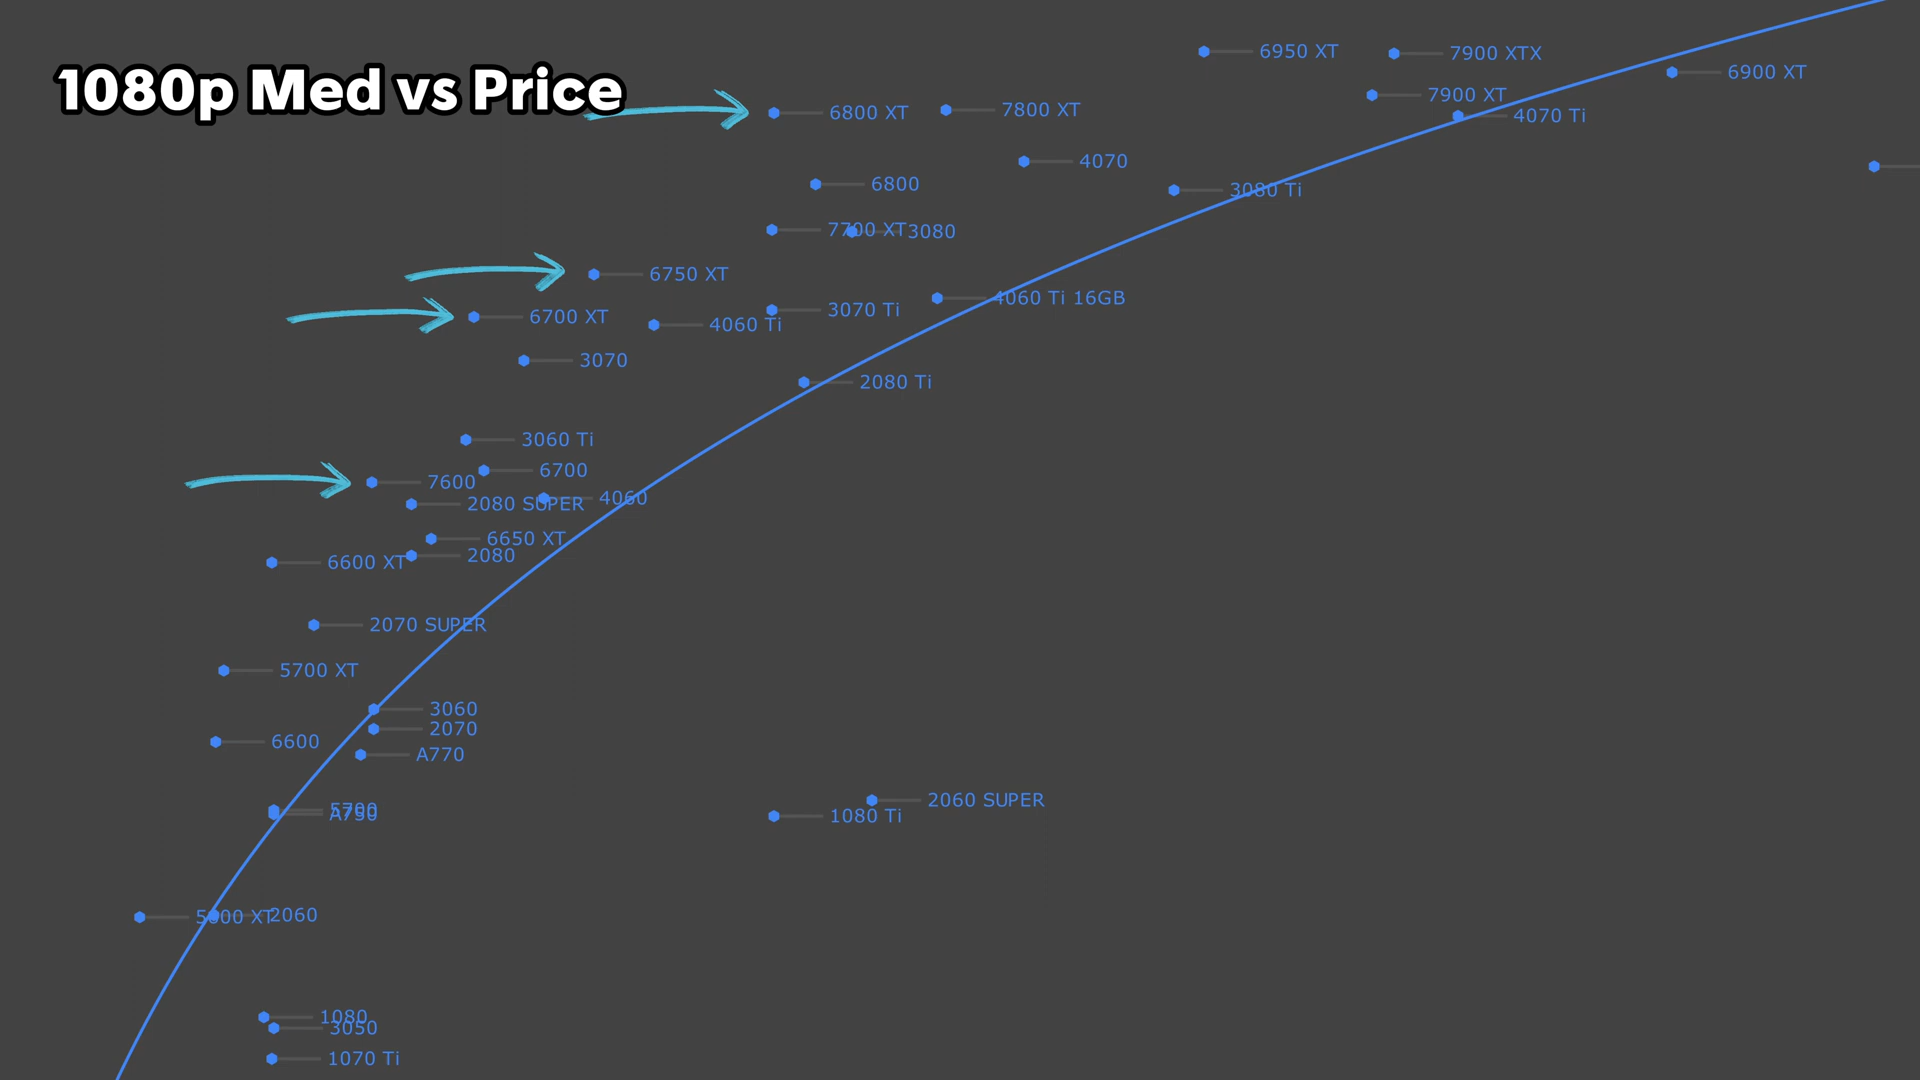 1080p Med vs Price
6950 XT
7900 XTX
6900 XT
7900 XT
6800 XT
7800 XT
4070 Ti
4070
6800
3080 Ti
7700 XT
3080
6750 XT
4060 Ti 16GB
3070 Ti
6700 XT
4060 Ti
3070
2080 Ti
3060 Ti
6700
7600
4060
2080 SUPER
6650 XT
2080
6600 XT
2070 SUPER
5700 XT
3060
2070
6600
A770
2060 SUPER
5700
A750
1080 Ti
5600 XT
2060
1080
3050
1070 Ti